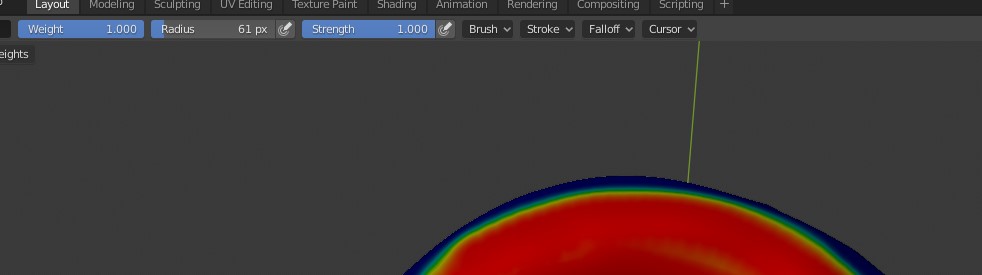 Layout Modeling Sculpting UV Editing Texture Paint Shading Animation Rendering Compositing Scripting +
Weight 1.000 Radius 61 px Strength 1.000 Brush Stroke Falloff Cursor
eights